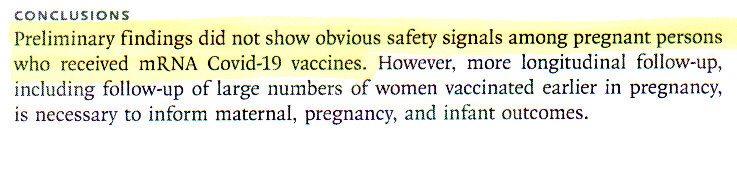 CONCLUSIONS
Preliminary findings did not show obvious safety signals among pregnant persons
who received mRNA Covid-19 vaccines. However, more longitudinal follow-up,
including follow-up of large numbers of women vaccinated earlier in pregnancy,
is necessary to inform maternal, pregnancy, and infant outcomes.